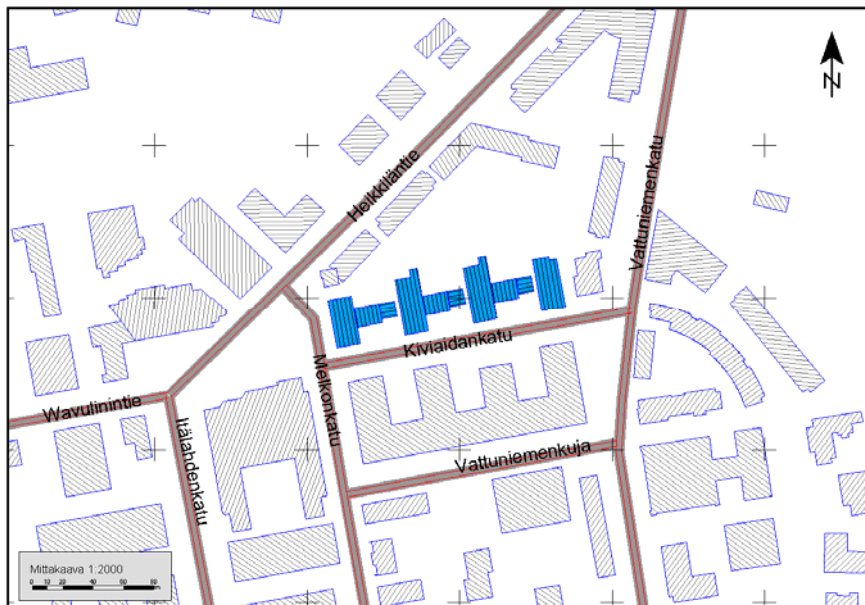 N
Heikkiläntie
Vattuniemenkatu
Kiviaidankatu
Melkonkatu
Wavulinintie
Itälahdenkatu
Vattuniemenkuja
Mittakaava 1:2000
0 10 20 40 60 80
m